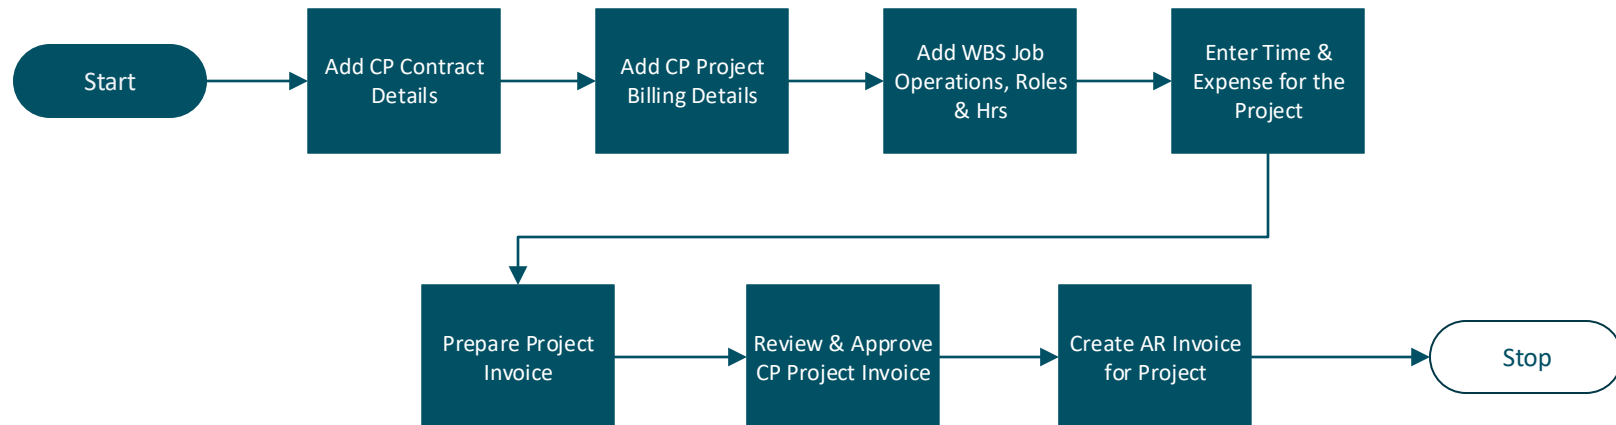 Start
Add CP Contract
Details
Add CP Project
Billing Details
Add WBS Job
Operations, Roles
& Hrs
Enter Time &
Expense for the
Project
Prepare Project
Invoice
Review & Approve
CP Project Invoice
Create AR Invoice
for Project
Stop